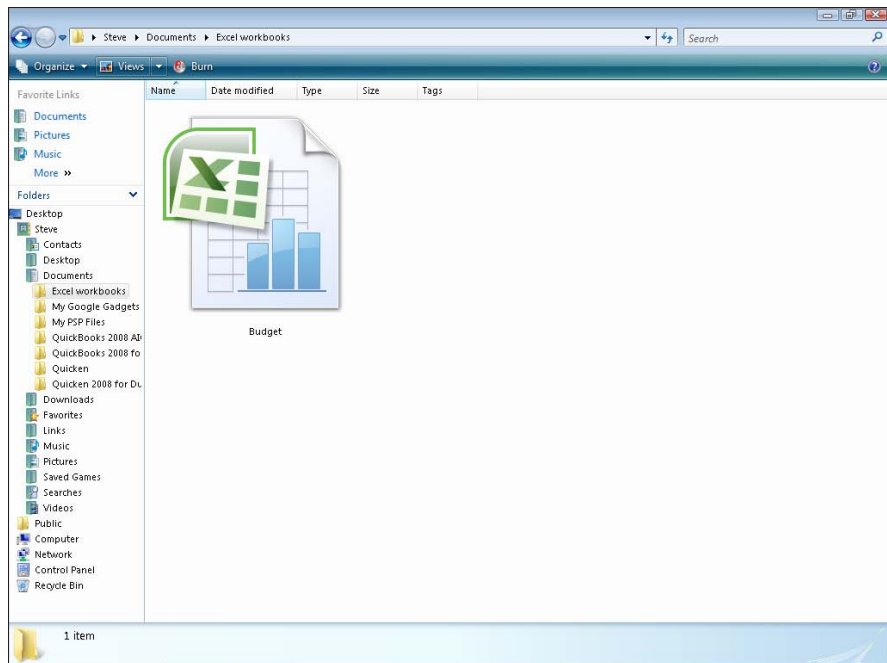 Steve Documents Excel workbooks
Search
Organize Views Burn
Favorite Links
Documents
Pictures
Music
More »
Folders
Desktop
Steve
Contacts
Desktop
Documents
Excel workbooks
My Google Gadgets
My PSP Files
QuickBooks 2008
QuickBooks 2008 fo
Quicken
Quicken 2008 for Du
Downloads
Favorites
Links
Music
Pictures
Saved Games
Searches
Videos
Public
Computer
Network
Control Panel
Recycle Bin
Name Date modified Type Size Tags
Budget
1 item